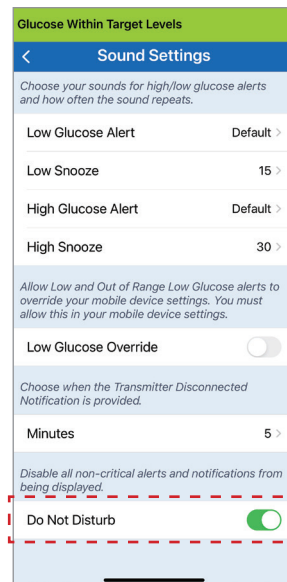 Glucose Within Target Levels
Sound Settings
Choose your sounds for high/low glucose alerts
and how often the sound repeats.
Low Glucose Alert Default
Low Snooze 15
High Glucose Alert Default
High Snooze 30
Allow Low and Out of Range Low Glucose alerts to
override your mobile device settings. You must
allow this in your mobile device settings.
Low Glucose Override
Choose when the Transmitter Disconnected
Notification is provided.
Minutes 5
Disable all non-critical alerts and notifications from
being displayed.
Do Not Disturb